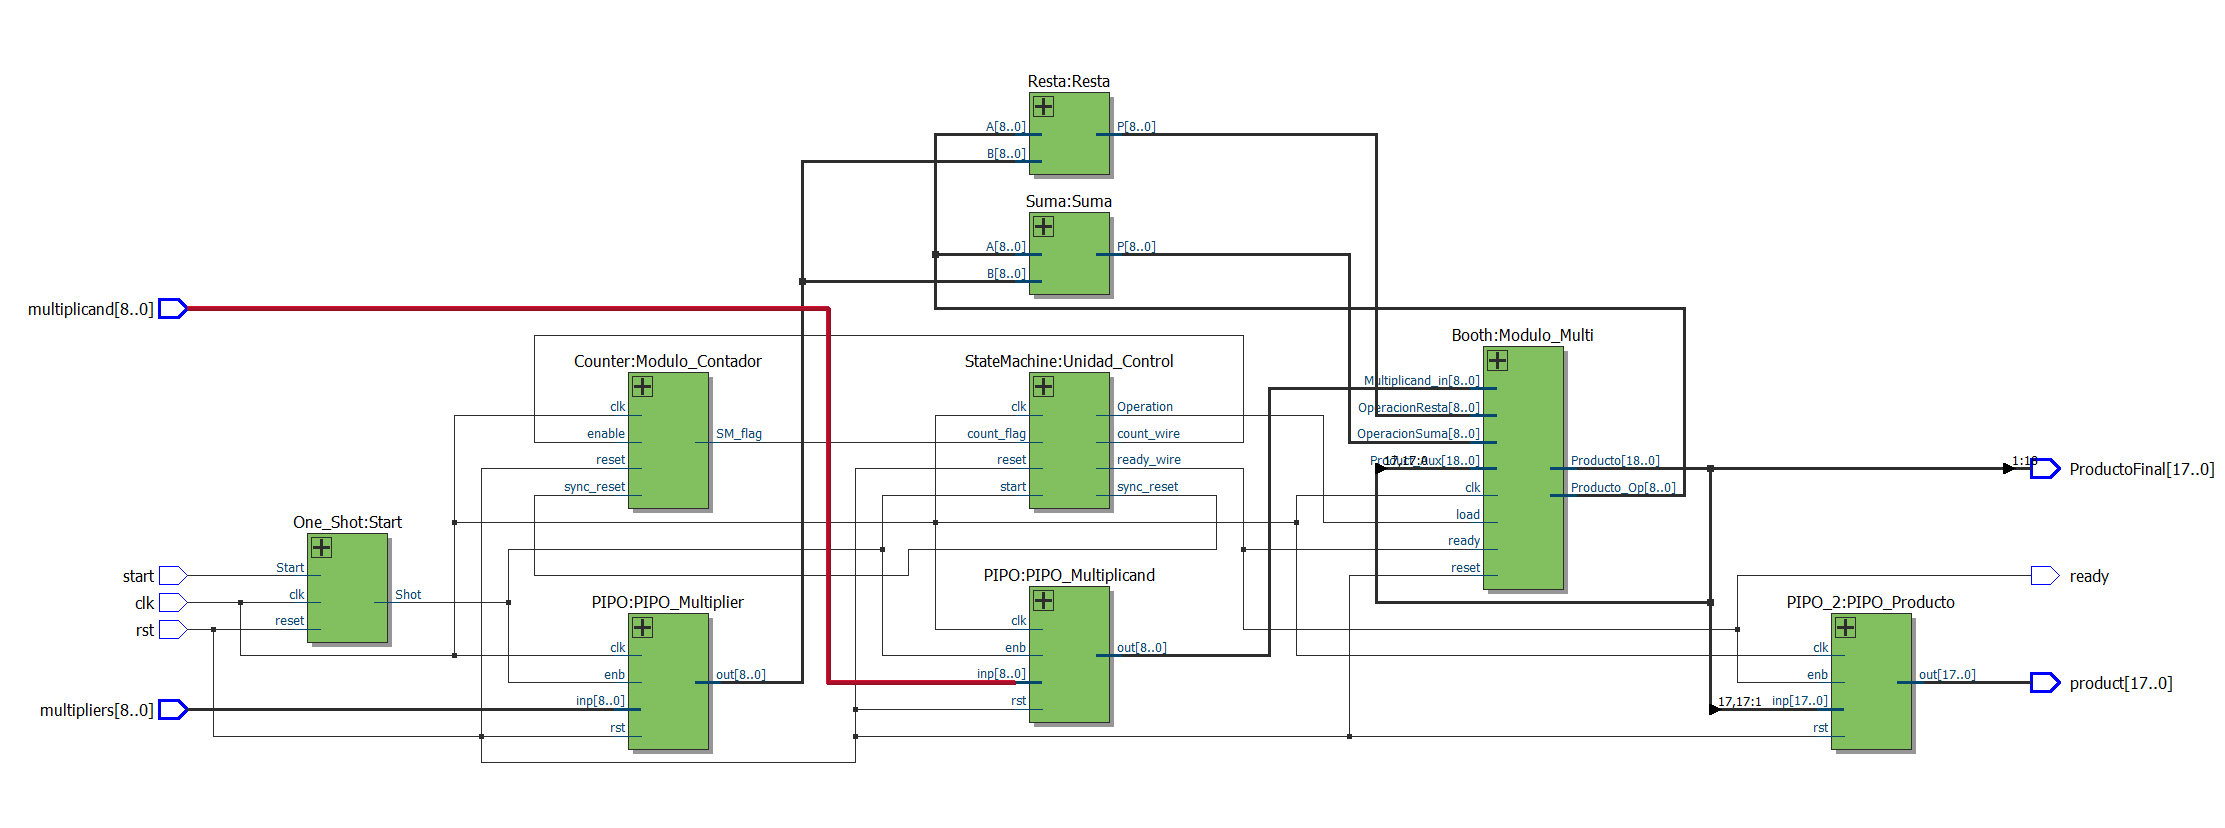 Resta:Resta
A[8..0]
B[8..0]
P[8..0]
Suma:Suma
A[8..0]
B[8..0]
P[8..0]
multiplicand[8..0]
Counter:Modulo_Contador
clk
enable
reset
sync_reset
SM_flag
StateMachine:Unidad_Control
clk
count_flag
reset
start
Operation
count_wire
ready_wire
sync_reset
Booth:Modulo_Multi
Multiplicand_in[8..0]
OperacionResta[8..0]
OperacionSuma[8..0]
Product_Aux[18..0]
17,17:0
clk
load
ready
reset
Producto[18..0]
Producto_Op[8..0]
ProductoFinal[17..0]
One_Shot:Start
Start
clk
reset
Shot
start
clk
rst
multipliers[8..0]
PIPO:PIPO_Multiplier
clk
enb
inp[8..0]
rst
out[8..0]
PIPO:PIPO_Multiplicand
clk
enb
inp[8..0]
rst
out[8..0]
ready
PIPO_2:PIPO_Producto
clk
enb
17,17:1
inp[17..0]
rst
out[17..0]
product[17..0]